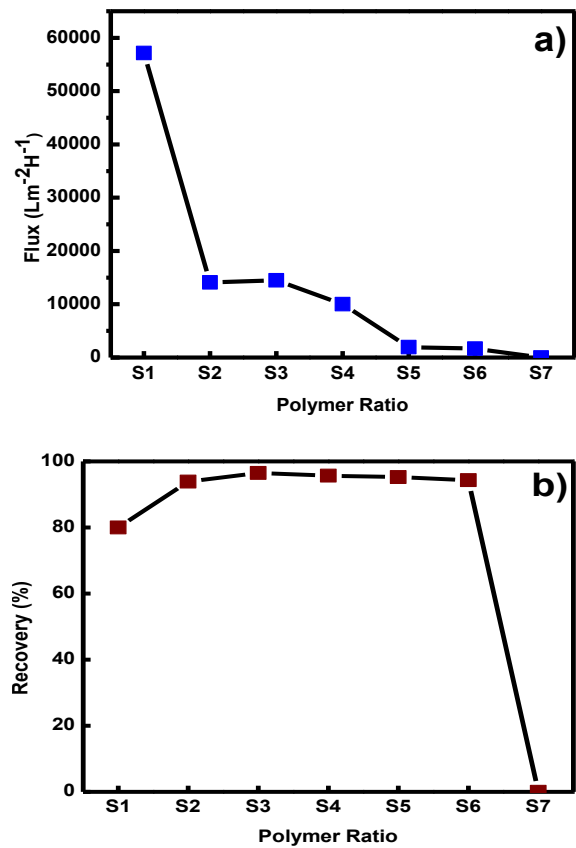 a)
Flux (Lm-2H-1)
60000
50000
40000
30000
20000
10000
0
S1 S2 S3 S4 S5 S6 S7
Polymer Ratio
b)
Recovery (%)
100
80
60
40
20
0
S1 S2 S3 S4 S5 S6 S7
Polymer Ratio